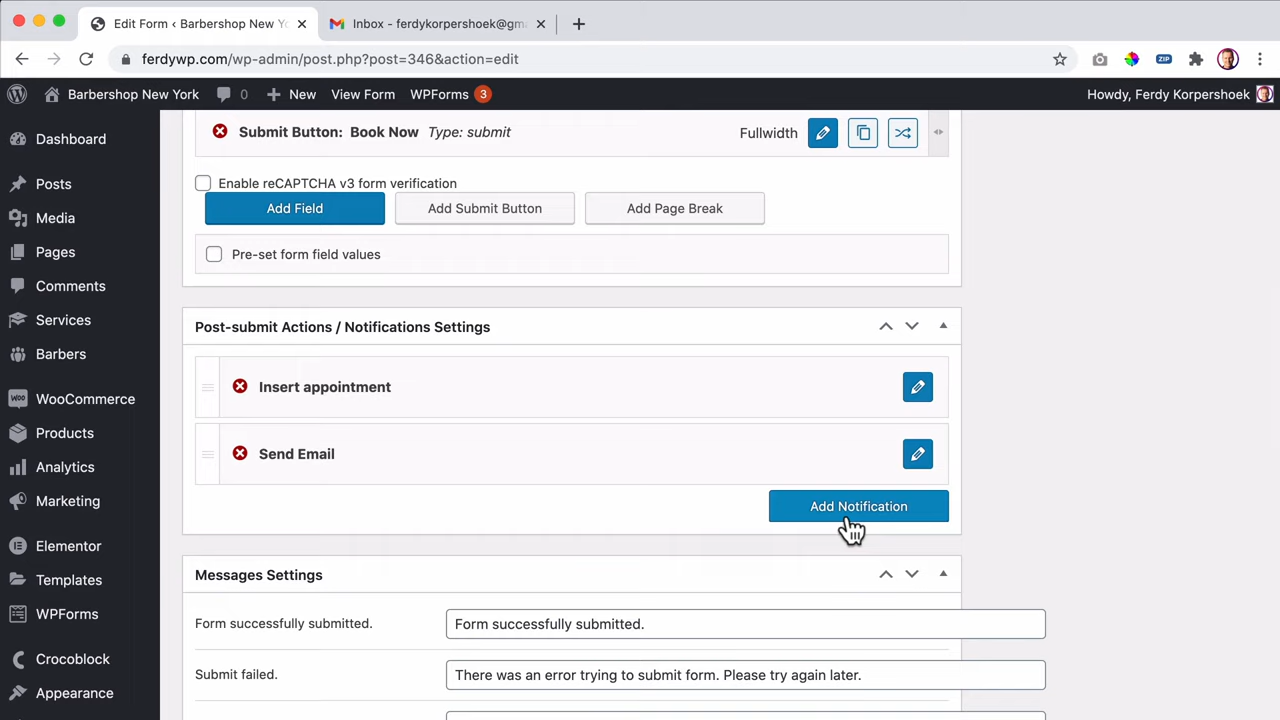 Edit Form ‹ Barbershop New Yo
Inbox - ferdykorpershoek@gma
ferdywp.com/wp-admin/post.php?post=346&action=edit
ZIP
Barbershop New York
0
New
View Form
WPForms
3
Howdy, Ferdy Korpershoek
Dashboard
Posts
Media
Pages
Comments
Services
Barbers
WOO
WooCommerce
Products
Analytics
Marketing
Elementor
Templates
WPForms
Crocoblock
Appearance
Submit Button: Book Now Type: submit
Fullwidth
Enable reCAPTCHA v3 form verification
Add Field
Add Submit Button
Add Page Break
Pre-set form field values
Post-submit Actions / Notifications Settings
Insert appointment
Send Email
Add Notification
Messages Settings
Form successfully submitted.
Form successfully submitted.
Submit failed.
There was an error trying to submit form. Please try again later.